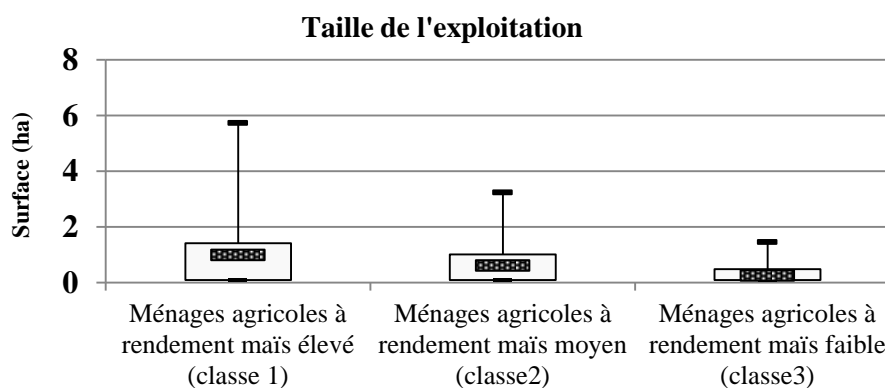 Taille de l'exploitation
Surface (ha)
8
6
4
2
0
Ménages agricoles à
rendement maïs élevé
(classe 1)
Ménages agricoles à
rendement maïs moyen
(classe2)
Ménages agricoles à
rendement maïs faible
(classe3)